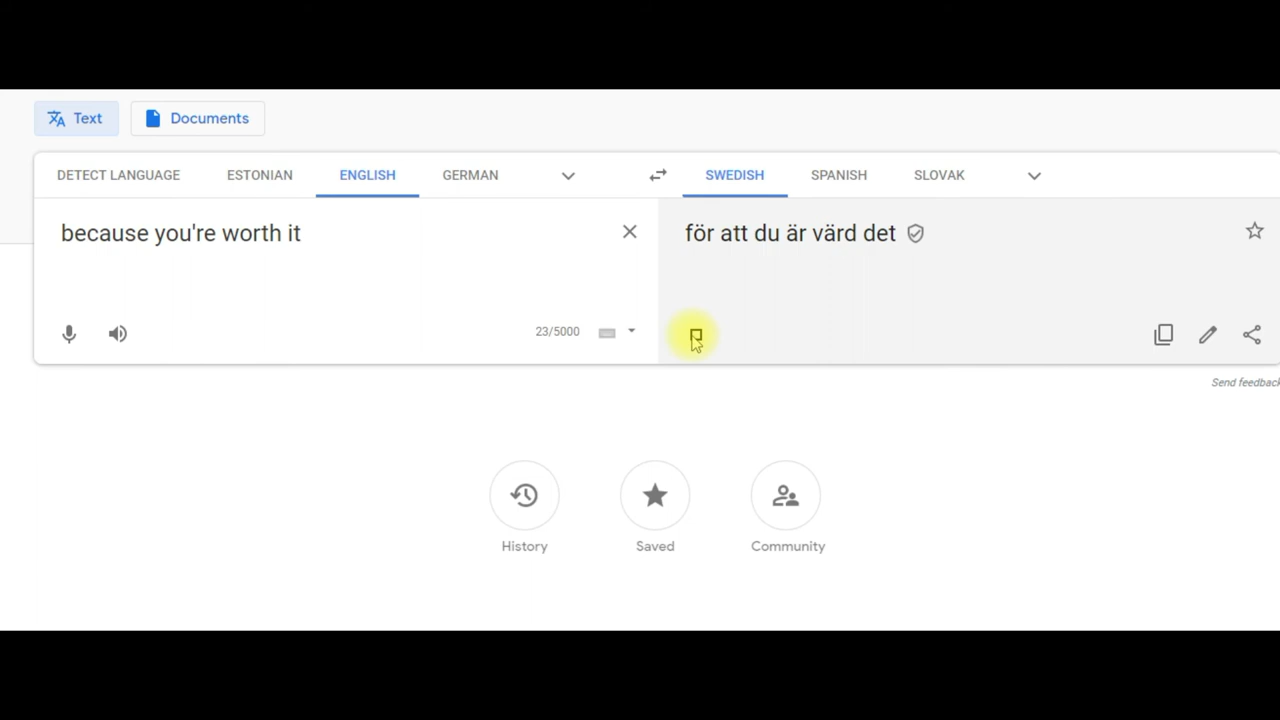 Text
Documents
DETECT LANGUAGE ESTONIAN ENGLISH GERMAN SWEDISH SPANISH SLOVAK
because you're worth it
för att du är värd det
23/5000
Send feedback
History
Saved
Community